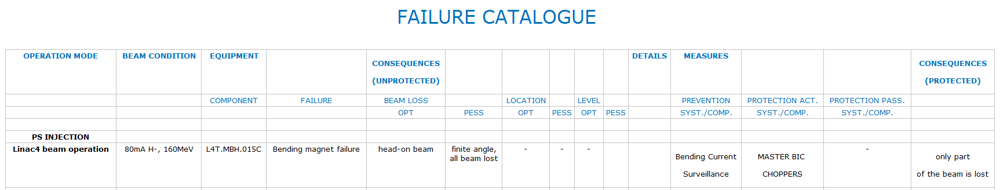 FAILURE CATALOGUE
OPERATION MODE BEAM CONDITION EQUIPMENT CONSEQUENCES (UNPROTECTED) DETAILS MEASURES CONSEQUENCES (PROTECTED)
COMPONENT FAILURE BEAM LOSS LOCATION LEVEL PREVENTION PROTECTION ACT. PROTECTION PASS.
OPT PESS OPT PESS OPT PESS SYST./COMP. SYST./COMP. SYST./COMP.
PS INJECTION
Linac4 beam operation 80mA H-, 160MeV L4T.MBH.015C Bending magnet failure head-on beam finite angle, all beam lost - - - Bending Current Surveillance MASTER BIC CHOPPERS - only part of the beam is lost